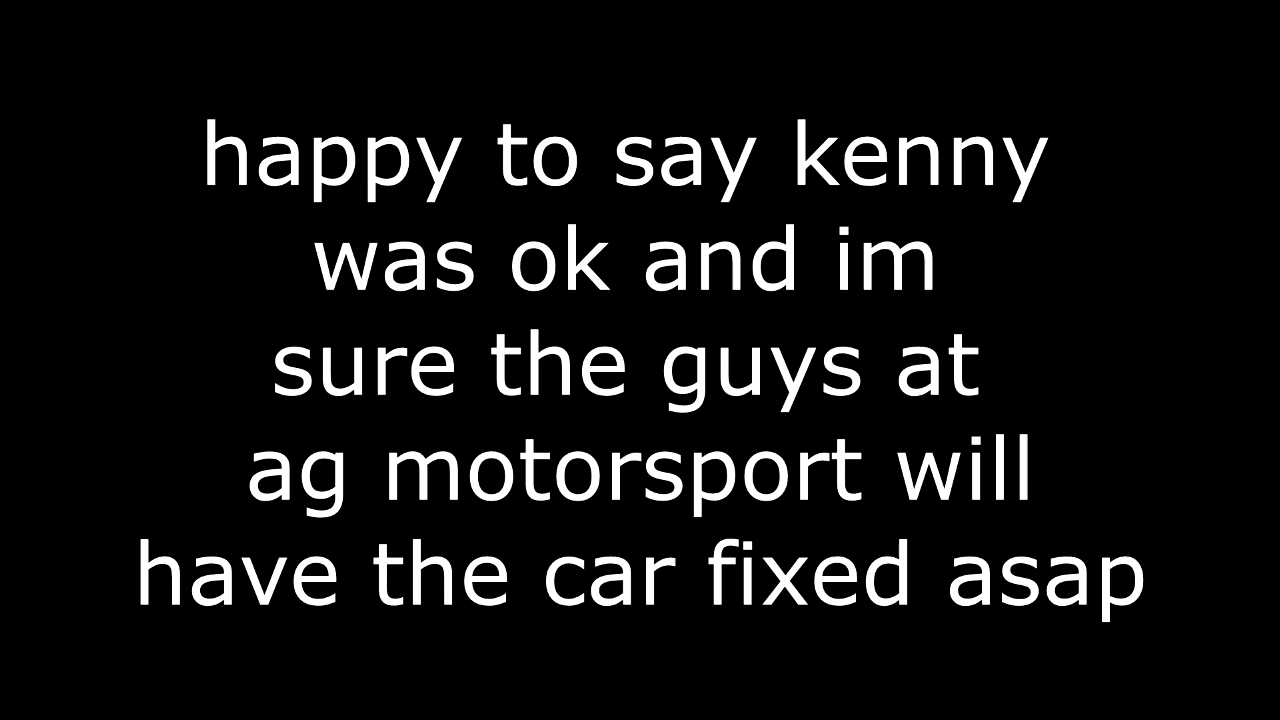 happy to say kenny
was ok and im
sure the guys at
ag motorsport will
have the car fixed asap